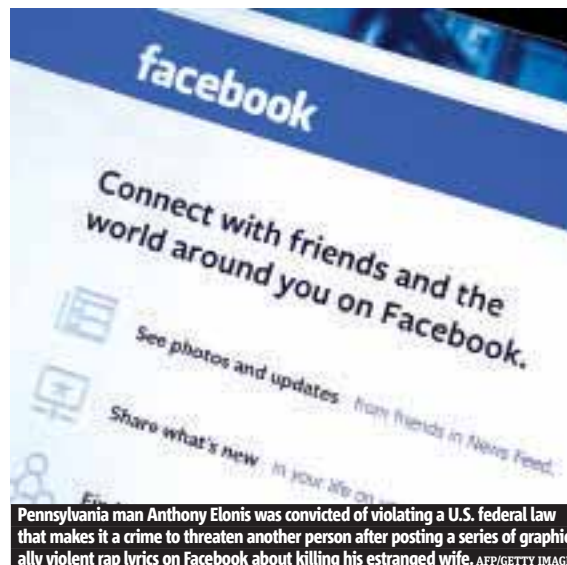 facebook
Connect with friends and the
world around you on Facebook.
See photos and updates from friends in News Feed.
Share what's new in your life on
Pennsylvania man Anthony Elonis was convicted of violating a U.S. federal law
that makes it a crime to threaten another person after posting a series of graphic
ally violent rap lyrics on Facebook about killing his estranged wife. AFP/GETTY IMAG